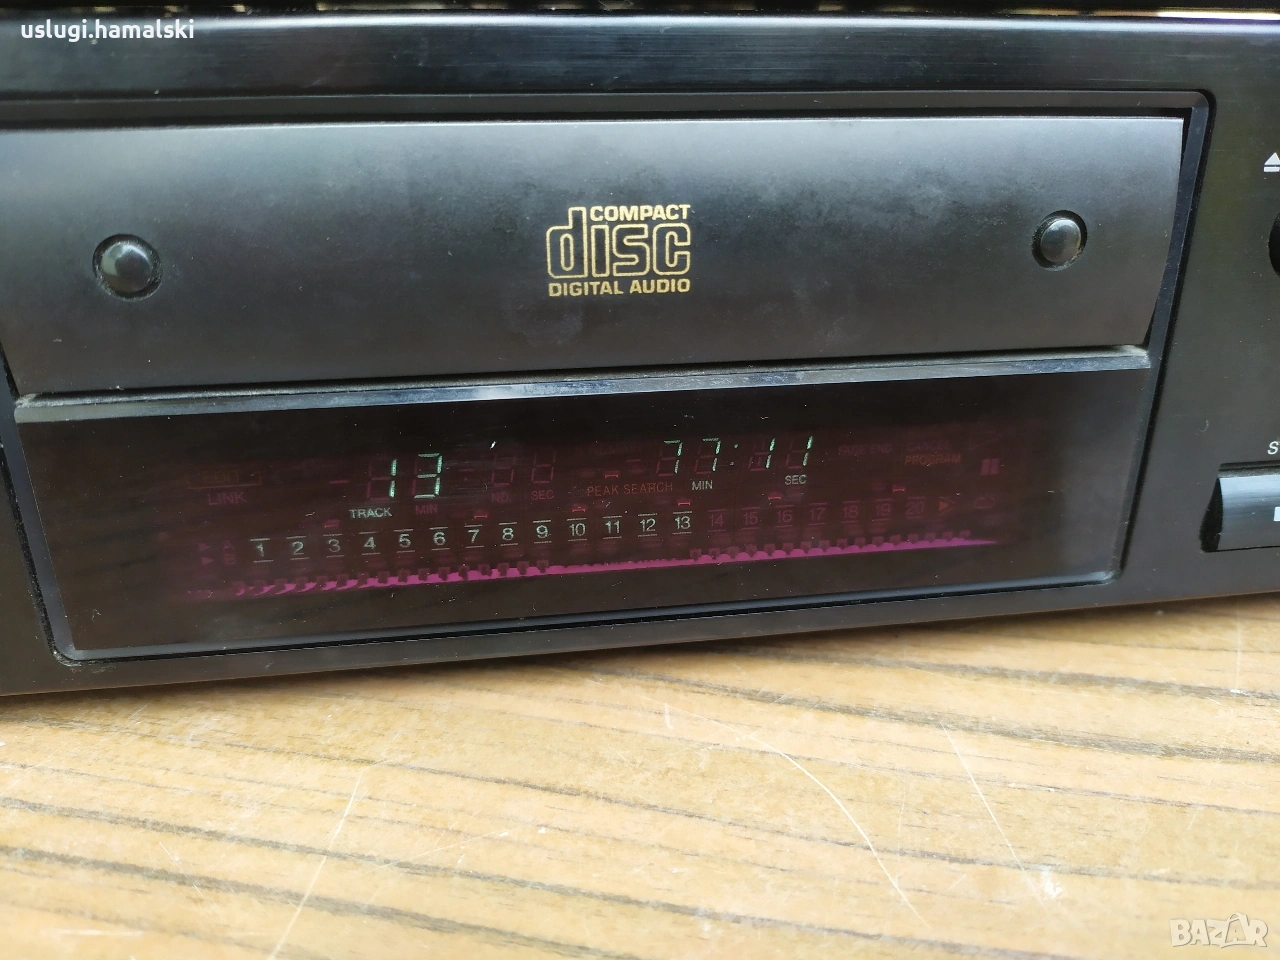 uslugi.hamalski
COMPACT
disc
DIGITAL AUDIO
13 77:11
LINK TRACK MIN NO. SEC PEAK SEARCH MIN SEC PROGRAM
1 2 3 4 5 6 7 8 9 10 11 12 13 14 15 16 17 18 19 20
S
BAZAR